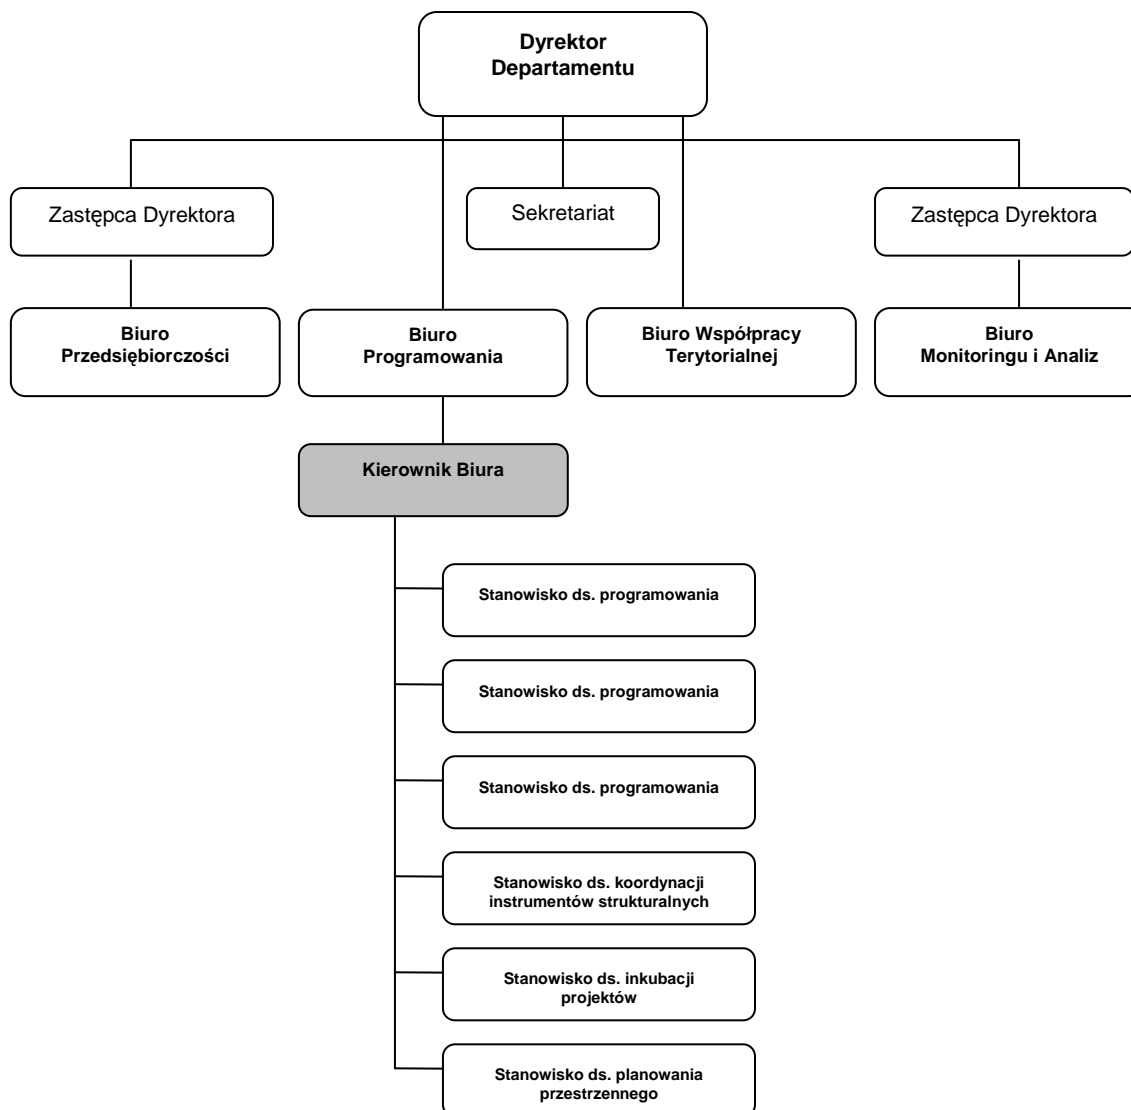 Dyrektor
Departamentu
Zastępca Dyrektora
Sekretariat
Zastępca Dyrektora
Biuro
Przedsiębiorczości
Biuro
Programowania
Biuro Współpracy
Terytorialnej
Biuro
Monitoringu i Analiz
Kierownik Biura
Stanowisko ds. programowania
Stanowisko ds. programowania
Stanowisko ds. programowania
Stanowisko ds. koordynacji
instrumentów strukturalnych
Stanowisko ds. inkubacji
projektów
Stanowisko ds. planowania
przestrzennego